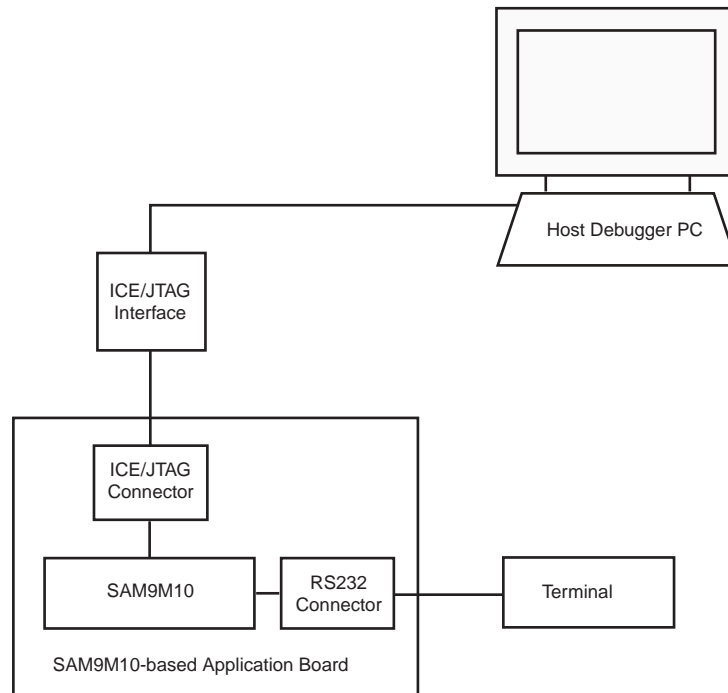 Host Debugger PC
ICE/JTAG
Interface
ICE/JTAG
Connector
SAM9M10
RS232
Connector
Terminal
SAM9M10-based Application Board